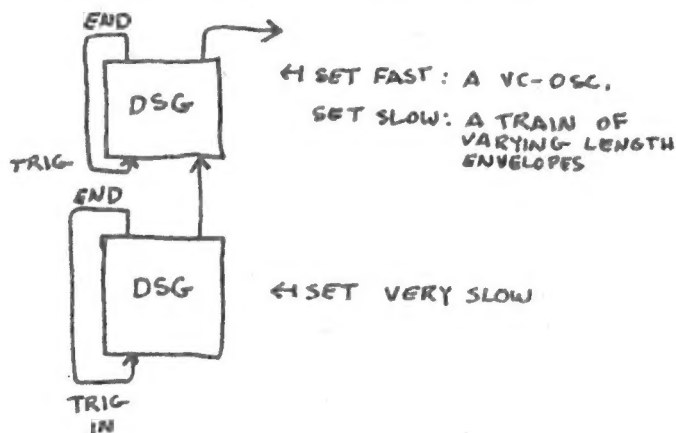 END
DSG
TRIG
← SET FAST: A VC-OSC.
SET SLOW: A TRAIN OF
VARYING LENGTH
ENVELOPES
END
DSG
← SET VERY SLOW
TRIG
IN